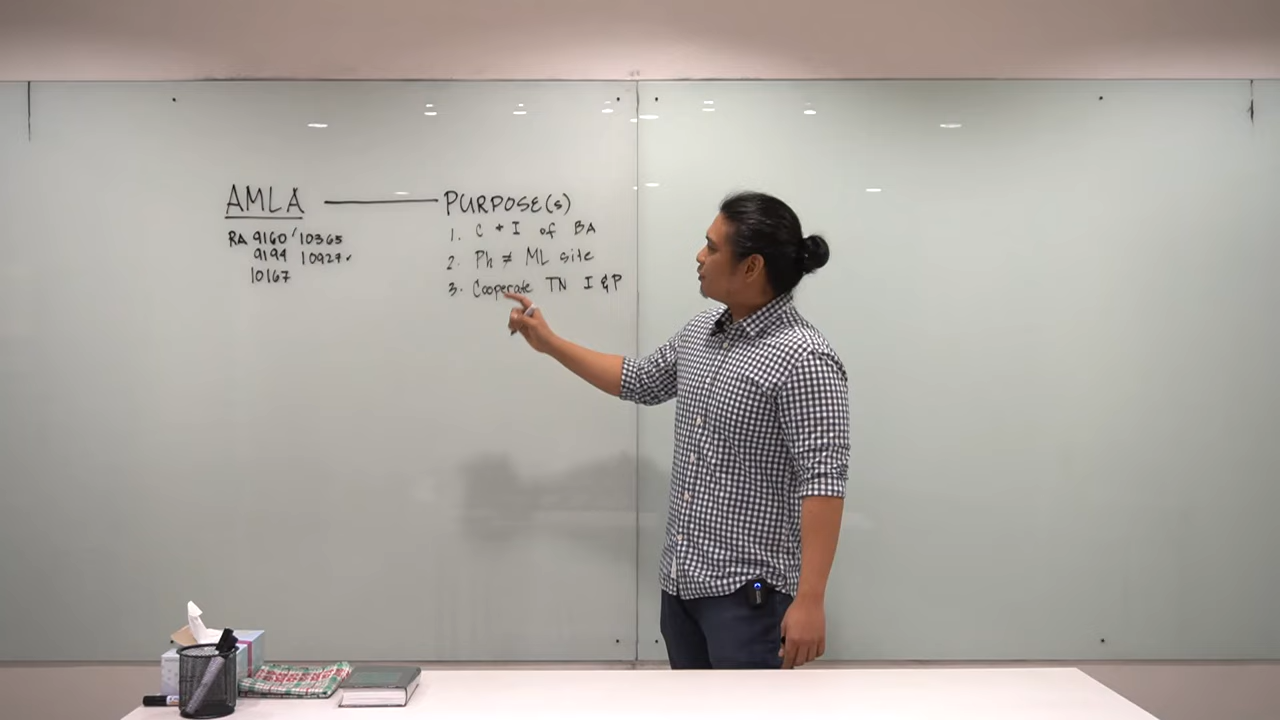 AMLA
RA 9160 / 10365
9194 10927
10167
PURPOSE(s)
1. C + I of BA
2. Ph ≠ ML site
3. Cooperate TN I & P